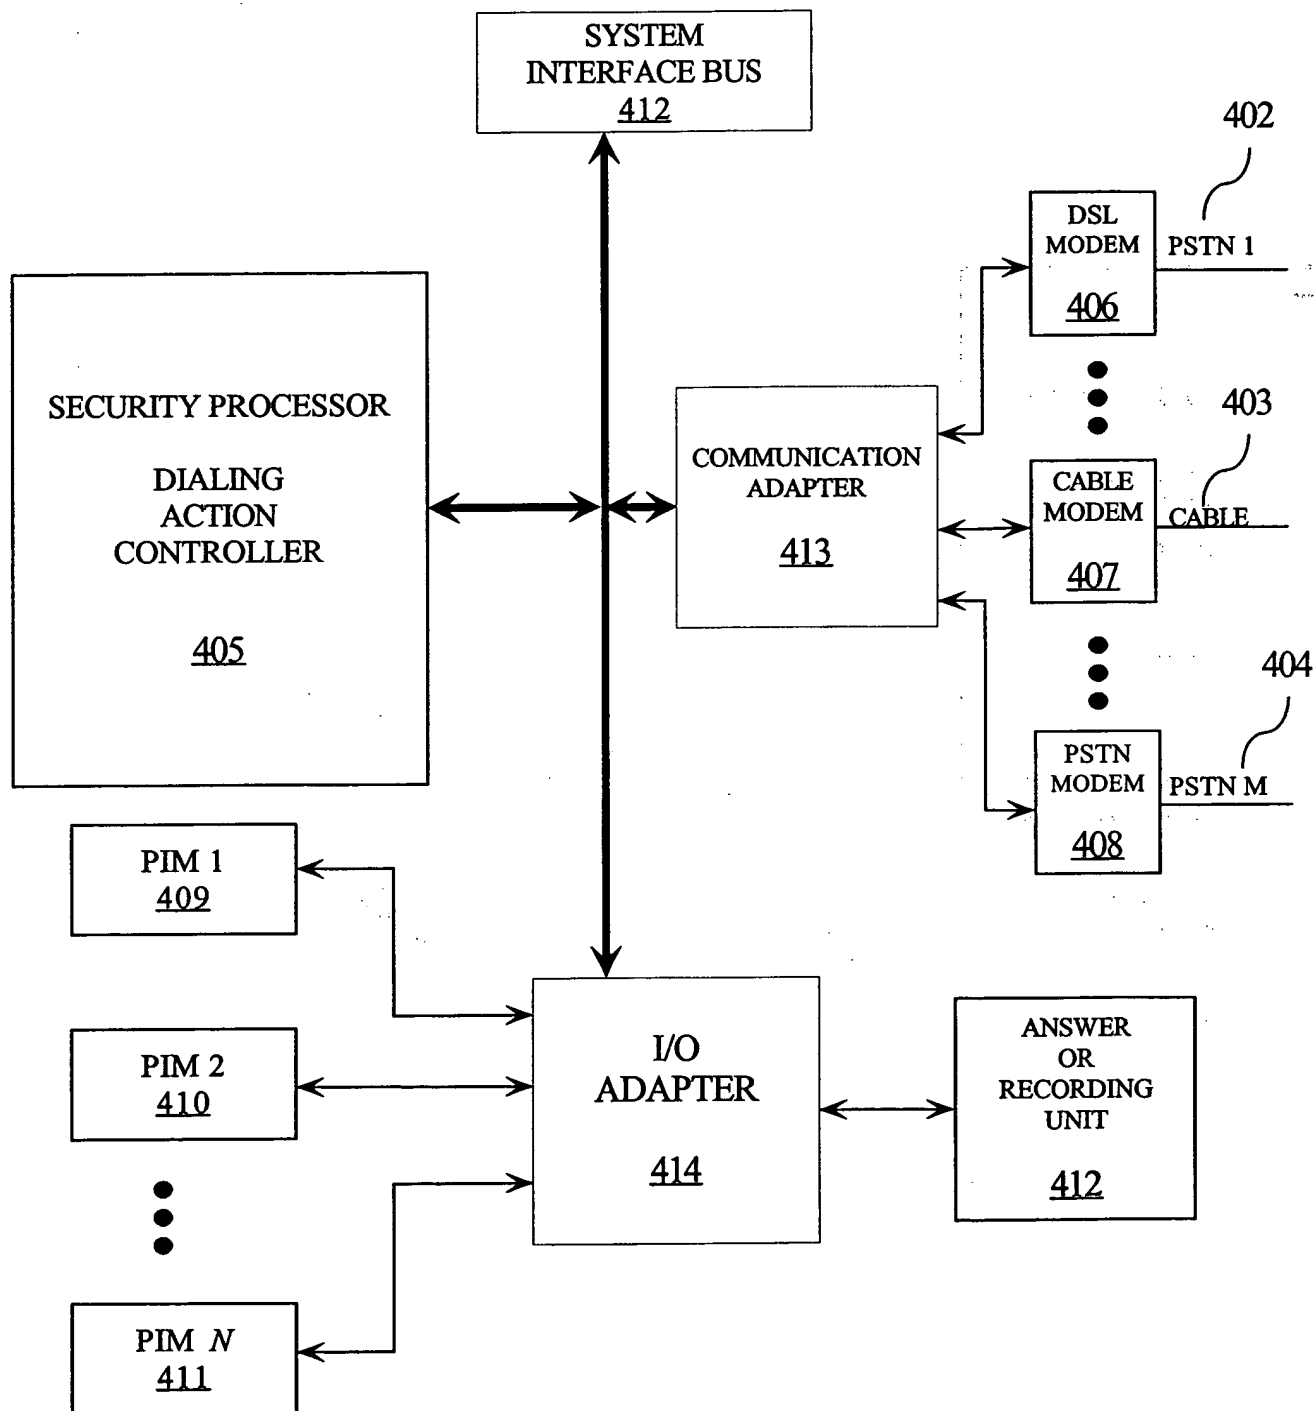 SYSTEM
INTERFACE BUS
412
402
DSL
MODEM
406
PSTN 1
SECURITY PROCESSOR
DIALING
ACTION
CONTROLLER
405
COMMUNICATION
ADAPTER
413
403
CABLE
MODEM
407
CABLE
404
PSTN
MODEM
408
PSTN M
PIM 1
409
PIM 2
410
PIM N
411
I/O
ADAPTER
414
ANSWER
OR
RECORDING
UNIT
412